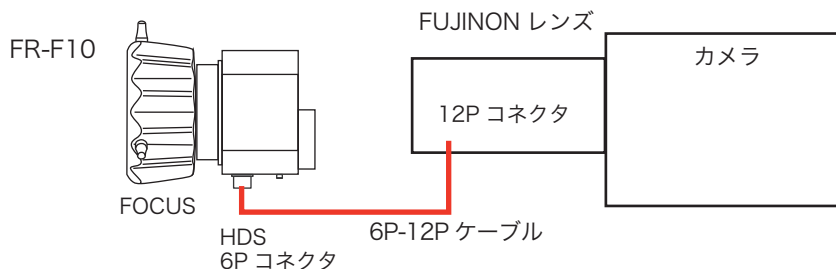 FUJINON レンズ
FR-F10
カメラ
12P コネクタ
FOCUS
HDS
6P コネクタ
6P-12P ケーブル